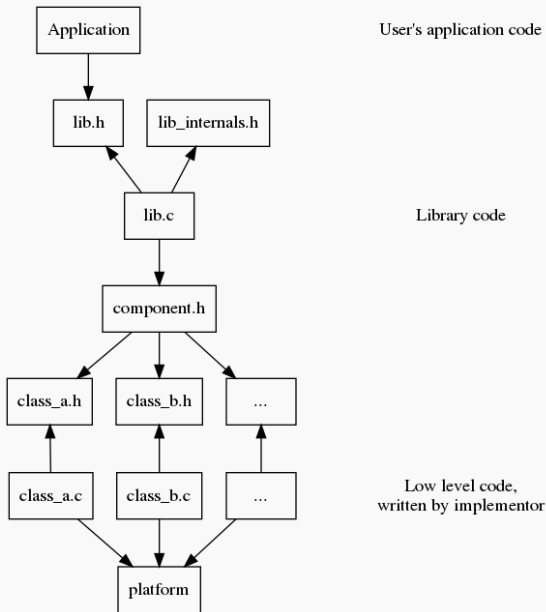 Application
User's application code
lib.h
lib_internals.h
lib.c
Library code
component.h
class_a.h
class_b.h
...
class_a.c
class_b.c
...
Low level code,
written by implementor
platform